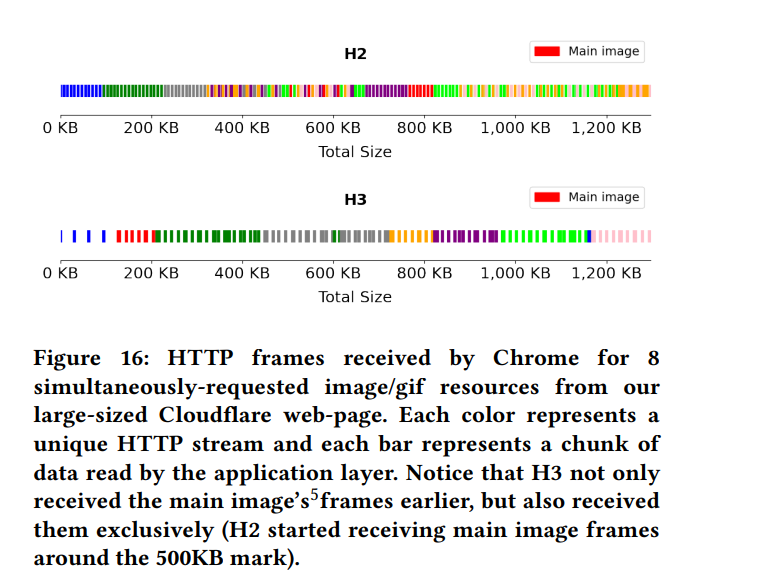 H2
Main image
0 KB 200 KB 400 KB 600 KB 800 KB 1,000 KB 1,200 KB
Total Size
H3
Main image
0 KB 200 KB 400 KB 600 KB 800 KB 1,000 KB 1,200 KB
Total Size
Figure 16: HTTP frames received by Chrome for 8
simultaneously-requested image/gif resources from our
large-sized Cloudflare web-page. Each color represents a
unique HTTP stream and each bar represents a chunk of
data read by the application layer. Notice that H3 not only
received the main image's⁵frames earlier, but also received
them exclusively (H2 started receiving main image frames
around the 500KB mark).